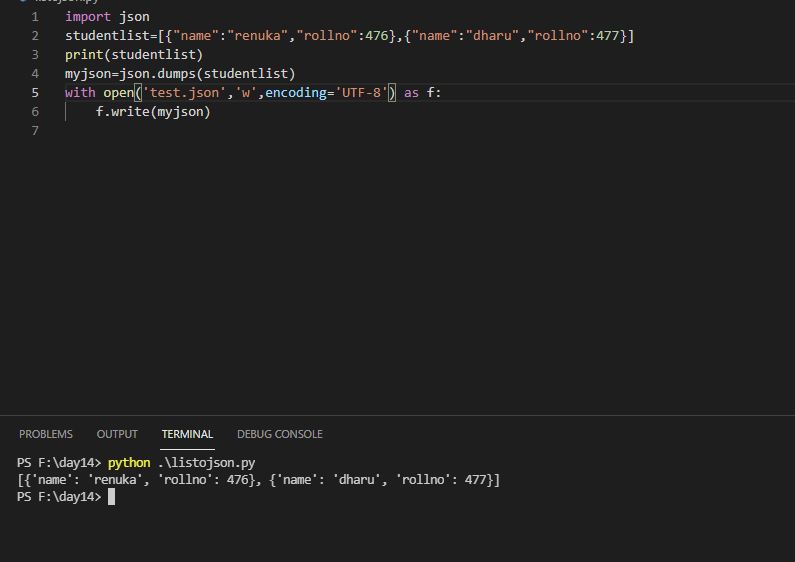 listojson.py
1 import json
2 studentlist=[{"name":"renuka","rollno":476},{"name":"dharu","rollno":477}]
3 print(studentlist)
4 myjson=json.dumps(studentlist)
5 with open('test.json','w',encoding='UTF-8') as f:
6     f.write(myjson)
7
PROBLEMS OUTPUT TERMINAL DEBUG CONSOLE
PS F:\day14> python .\listojson.py
[{'name': 'renuka', 'rollno': 476}, {'name': 'dharu', 'rollno': 477}]
PS F:\day14>